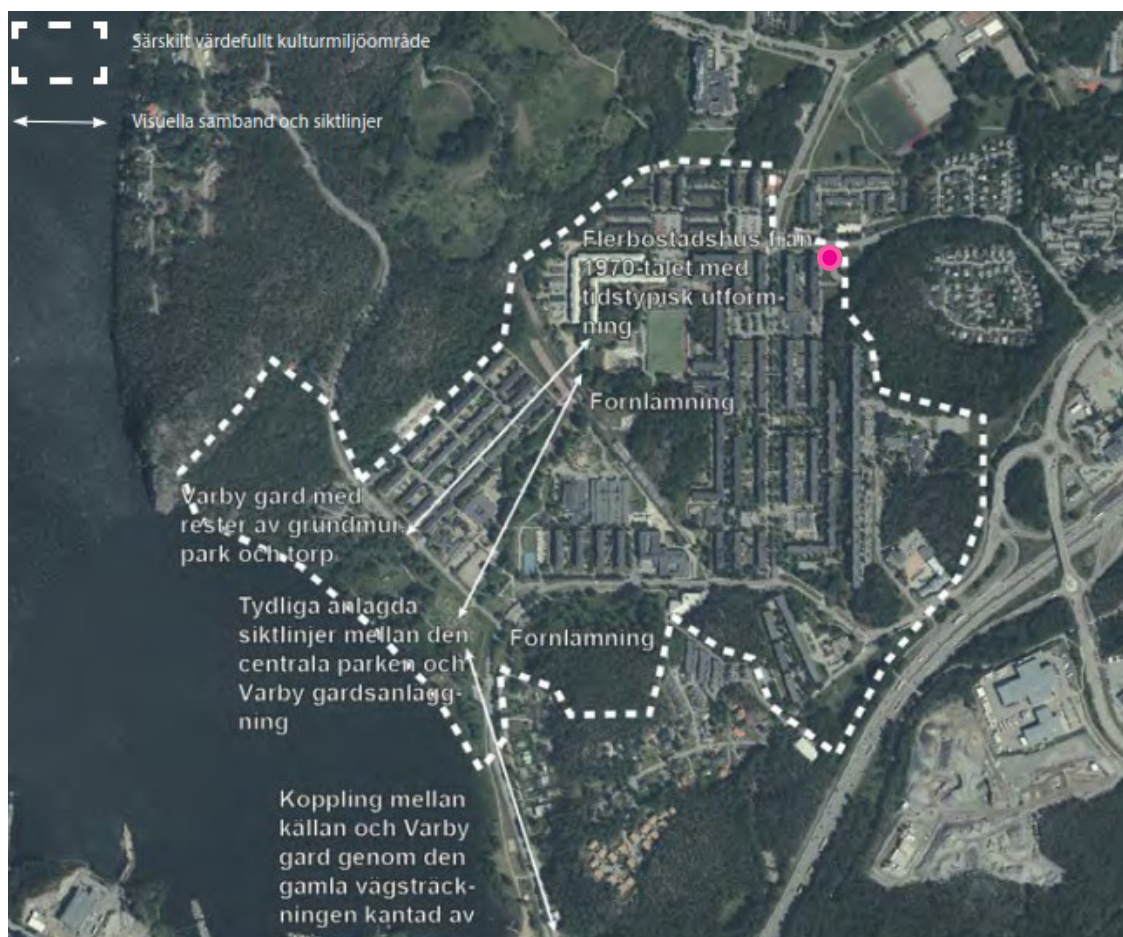 Särskilt värdefullt kulturmiljöområde
Visuella samband och siktlinjer
Flerbostadshus från
1970-talet med
tidstypisk utform-
ning.
Fornlämning
Varby gard med
rester av grundmur,
park och torp
Tydliga anlagda
siktlinjer mellan den
centrala parken och
Varby gardsanlägg-
ning
Fornlämning
Koppling mellan
källan och Varby
gard genom den
gamla vägsträck-
ningen kantad av